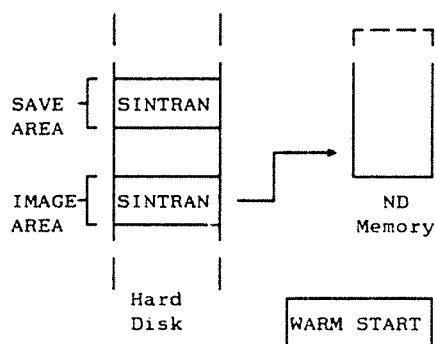 SAVE
AREA
SINTRAN
IMAGE
AREA
SINTRAN
ND
Memory
Hard
Disk
WARM START